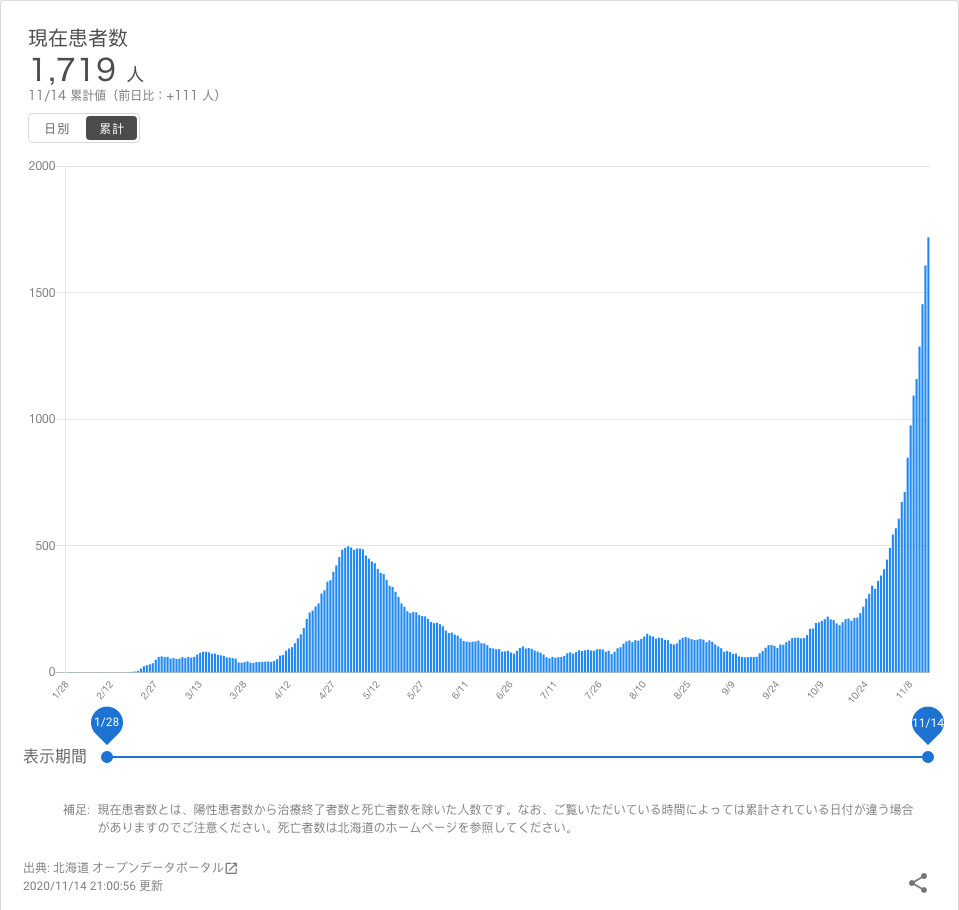 現在患者数
1,719 人
11/14 累計値（前日比：+111 人）
日別 累計
2000
1500
1000
500
0
1/28 2/12 2/27 3/13 3/28 4/12 4/27 5/12 5/27 6/11 6/26 7/11 7/26 8/10 8/25 9/9 9/24 10/9 10/24 11/8
1/28 11/14
表示期間
補足: 現在患者数とは、陽性患者数から治療終了者数と死亡者数を除いた人数です。なお、ご覧いただいている時間によっては累計されている日付が違う場合
がありますのでご注意ください。死亡者数は北海道のホームページを参照してください。
出典: 北海道 オープンデータポータル
2020/11/14 21:00:56 更新